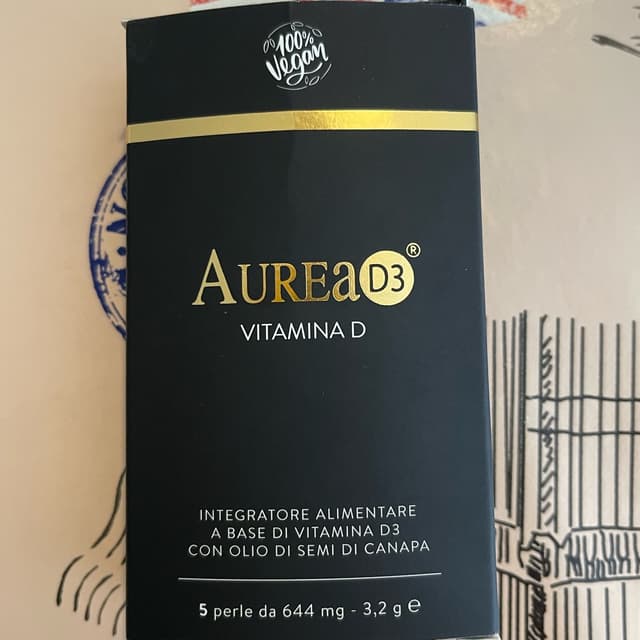 100%
Vegan
AUREA D3®
VITAMINA D
INTEGRATORE ALIMENTARE
A BASE DI VITAMINA D3
CON OLIO DI SEMI DI CANAPA
5 perle da 644 mg - 3,2 g ℮